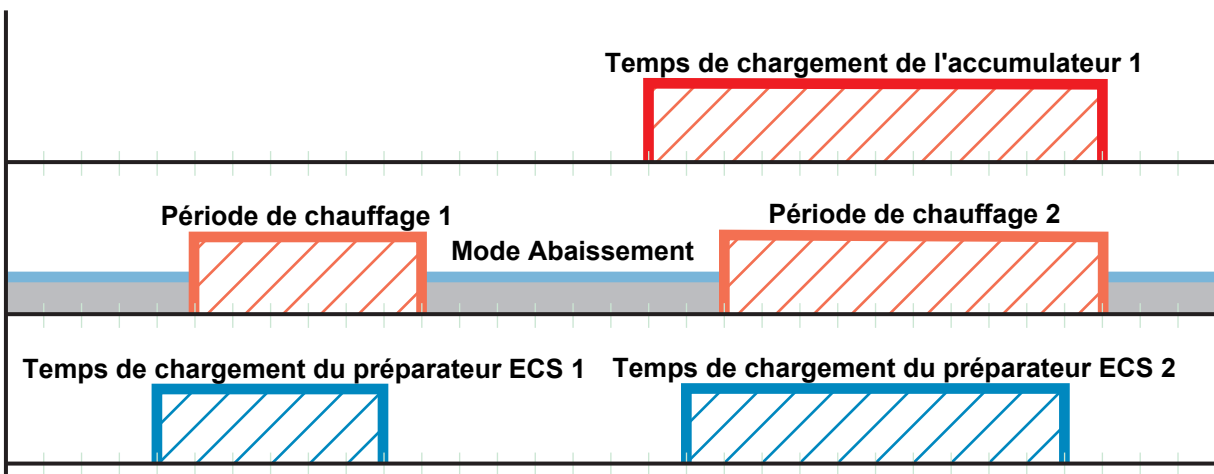 Temps de chargement de l'accumulateur 1
Période de chauffage 1
Période de chauffage 2
Mode Abaissement
Temps de chargement du préparateur ECS 1
Temps de chargement du préparateur ECS 2